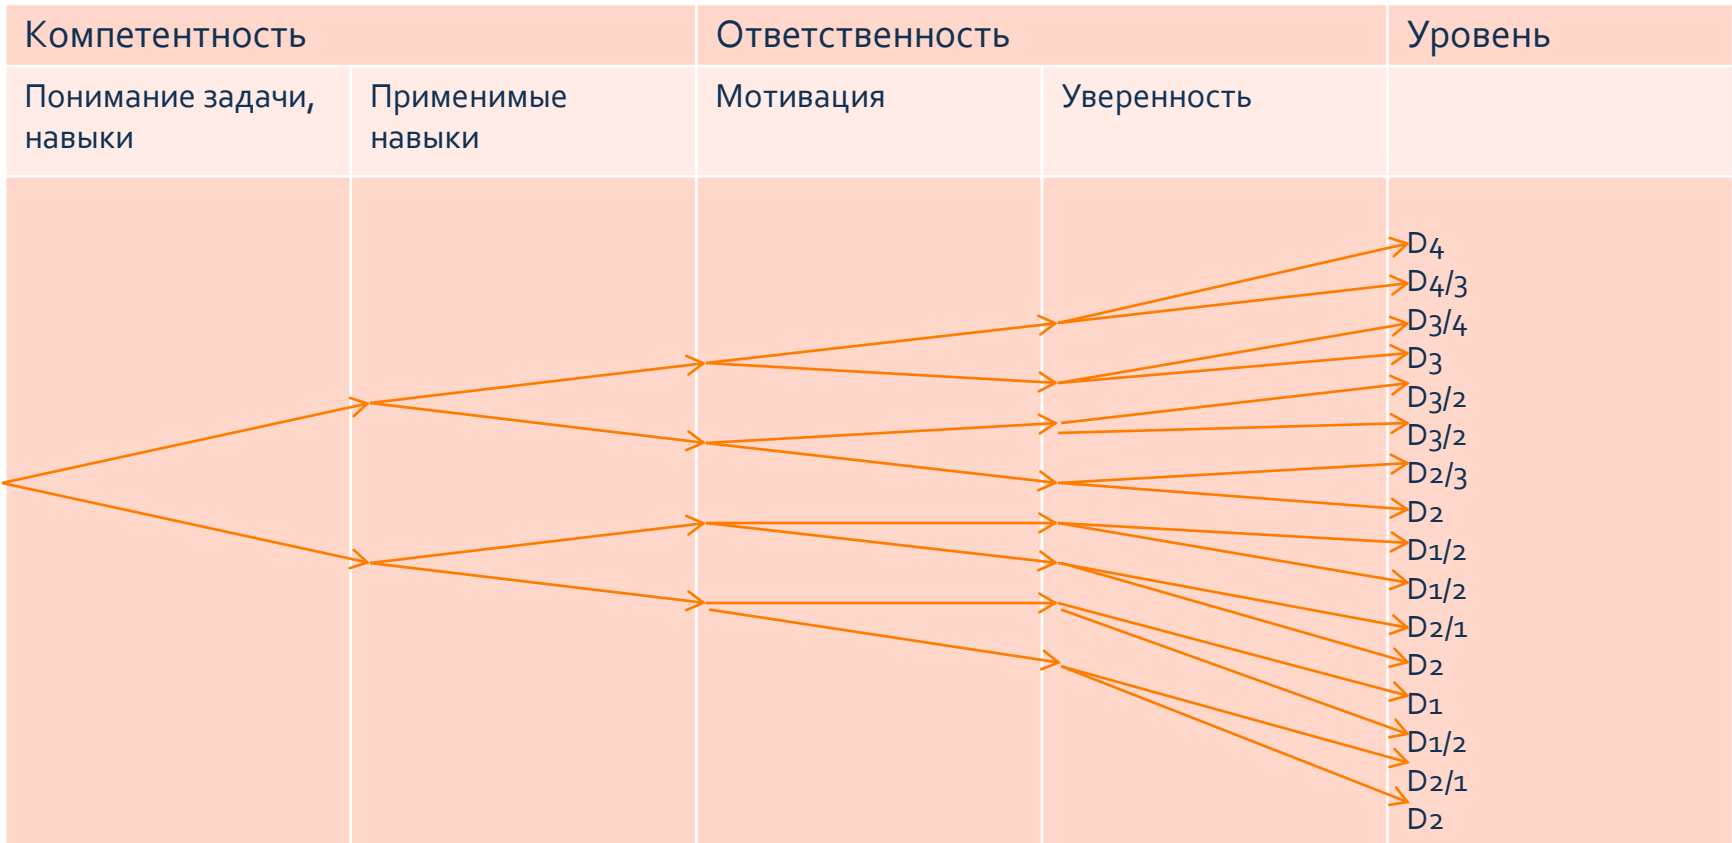 Компетентность
Ответственность
Уровень
Понимание задачи,
навыки
Применимые
навыки
Мотивация
Уверенность
D4
D4/3
D3/4
D3
D3/2
D3/2
D2/3
D2
D1/2
D1/2
D2/1
D2
D1
D1/2
D2/1
D2